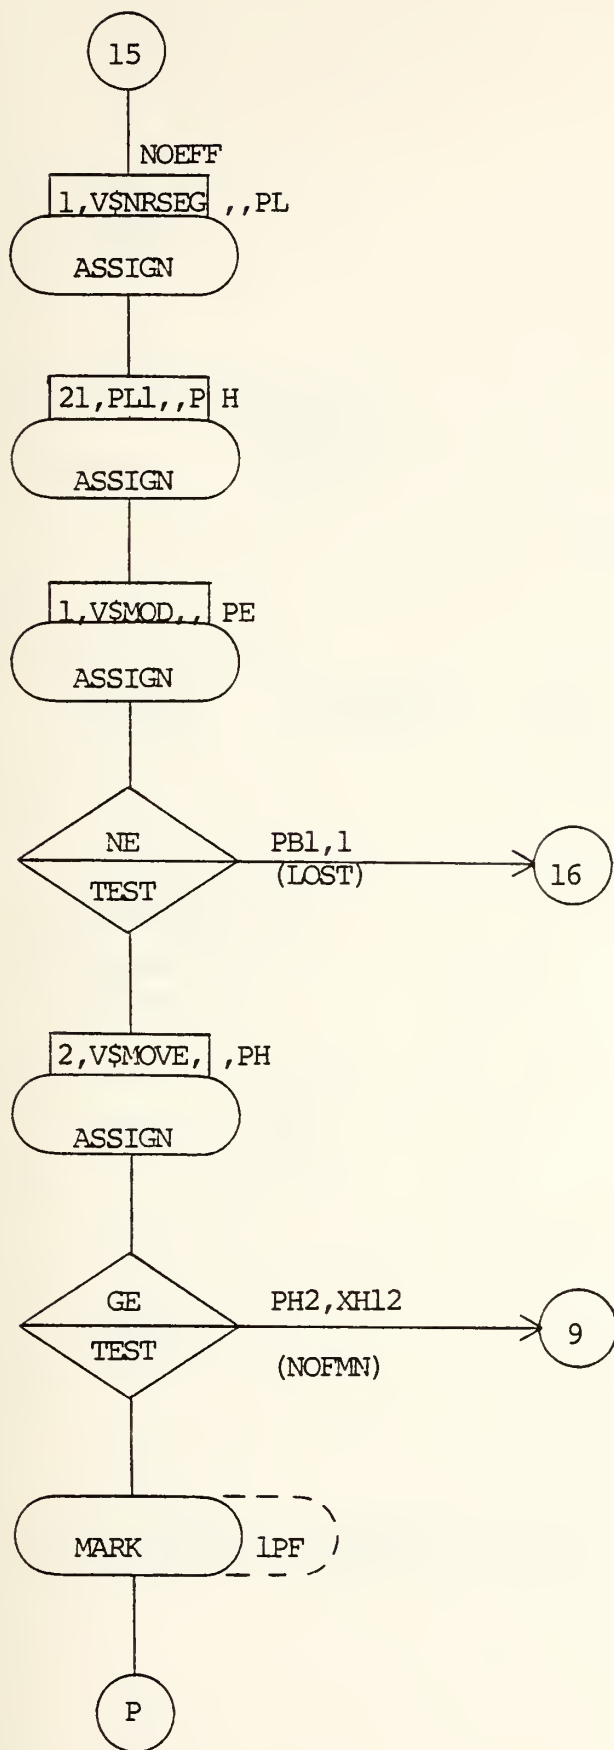 15
NOEFF
1,V$NRSEG ,,PL
ASSIGN
21,PL1,,P H
ASSIGN
1,V$MOD,, PE
ASSIGN
NE PB1,1
TEST (LOST)
16
2,V$MOVE, ,PH
ASSIGN
GE PH2,XH12
TEST (NOFMN)
9
MARK 1PF
P